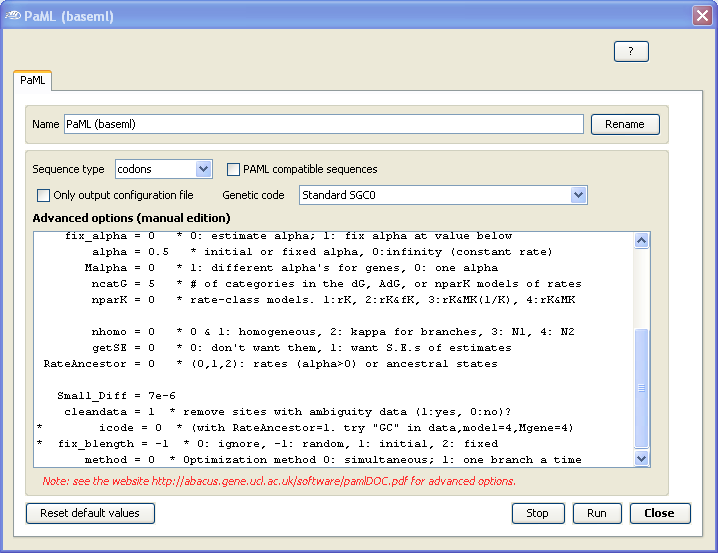 PaML (baseml)
?
PaML
Name PaML (baseml) Rename
Sequence type codons PAML compatible sequences
Only output configuration file Genetic code Standard SGC0
Advanced options (manual edition)
fix_alpha = 0 * 0: estimate alpha; 1: fix alpha at value below
alpha = 0.5 * initial or fixed alpha, 0:infinity (constant rate)
Malpha = 0 * 1: different alpha's for genes, 0: one alpha
ncatG = 5 * # of categories in the dG, AdG, or nparK models of rates
nparK = 0 * rate-class models. 1:rK, 2:rK&fK, 3:rK&MK(1/K), 4:rK&MK
nhomo = 0 * 0 & 1: homogeneous, 2: kappa for branches, 3: N1, 4: N2
getSE = 0 * 0: don't want them, 1: want S.E.s of estimates
RateAncestor = 0 * (0,1,2): rates (alpha>0) or ancestral states
Small_Diff = 7e-6
cleandata = 1 * remove sites with ambiguity data (1:yes, 0:no)?
* icode = 0 * (with RateAncestor=1. try "GC" in data,model=4,Mgene=4)
* fix_blength = -1 * 0: ignore, -1: random, 1: initial, 2: fixed
method = 0 * Optimization method 0: simultaneous; 1: one branch a time
Note: see the website http://abacus.gene.ucl.ac.uk/software/pamlDOC.pdf for advanced options.
Reset default values Stop Run Close